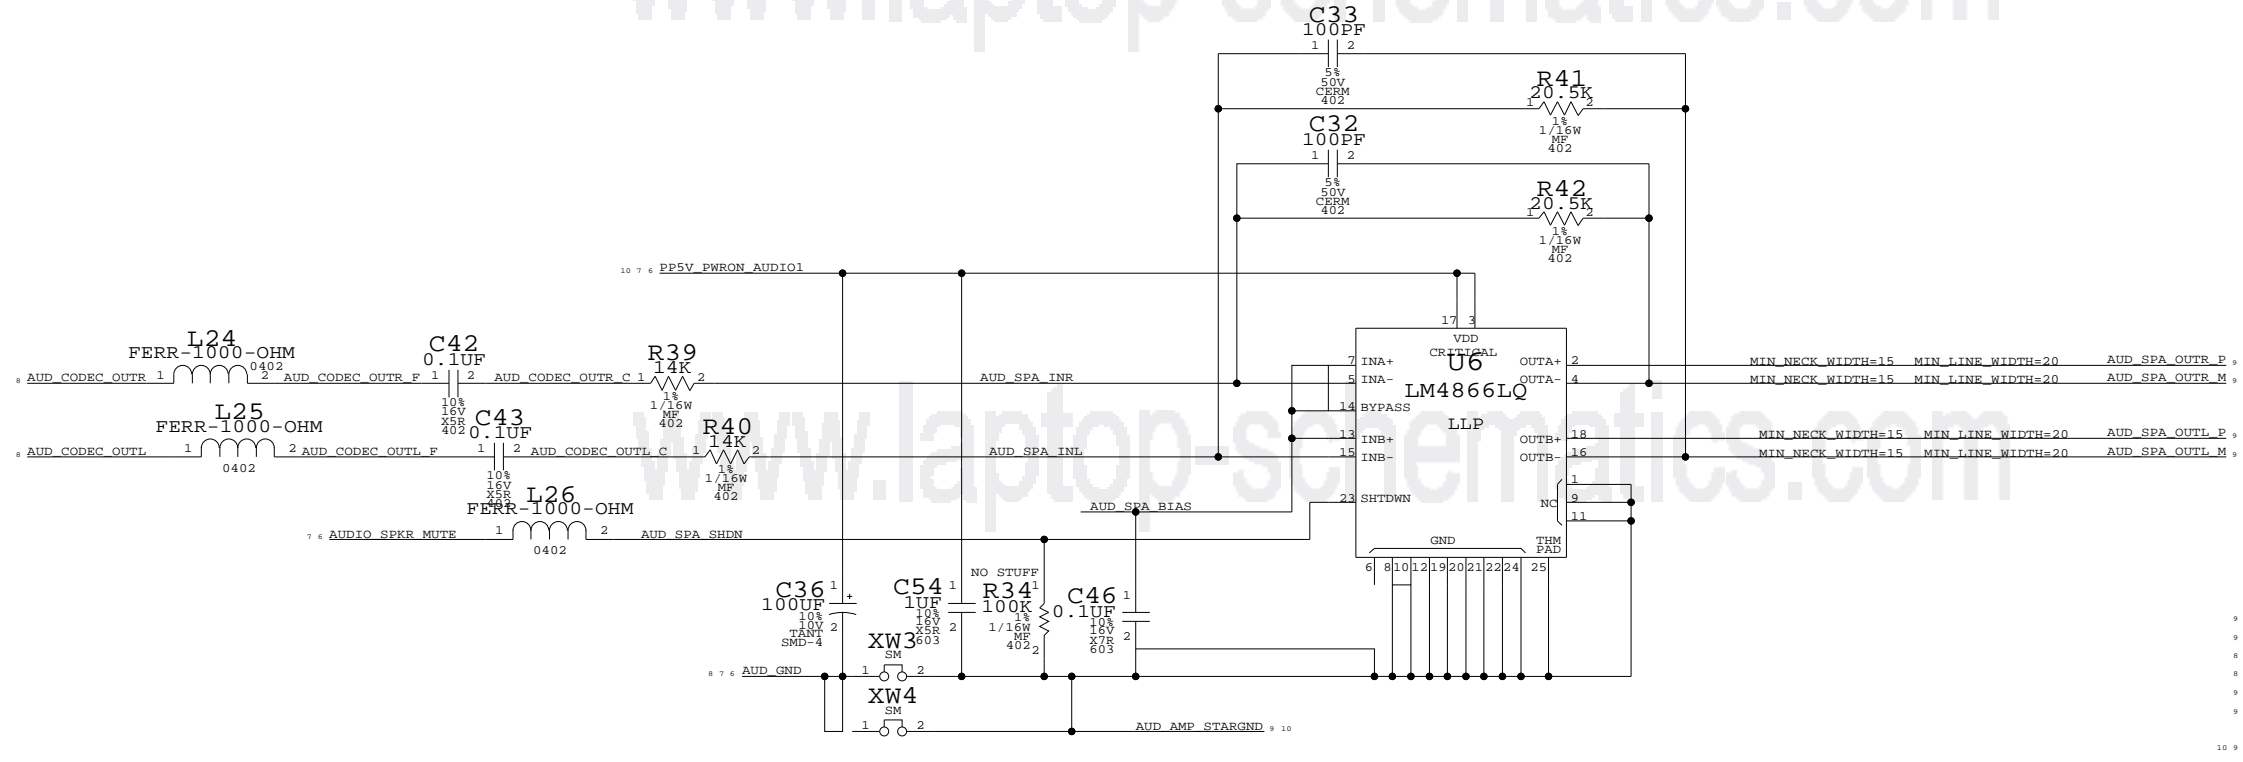 www.laptop-schematics.com
C33
100PF
1 2
5%
50V
CERM
402
R41
20.5K
1 2
1%
1/16W
MF
402
C32
100PF
1 2
5%
50V
CERM
402
R42
20.5K
1 2
1%
1/16W
MF
402
10 7 6 PP5V_PWRON_AUDIO1
L24
FERR-1000-OHM
0402
8 AUD_CODEC_OUTR 1 2 AUD_CODEC_OUTR_F
C42
0.1UF
1 2
10%
16V
X5R
402
AUD_CODEC_OUTR_C
R39
14K
1 2
1%
1/16W
MF
402
AUD_SPA_INR
L25
FERR-1000-OHM
8 AUD_CODEC_OUTL 1 2 AUD_CODEC_OUTL_F
0402
C43
0.1UF
1 2
10%
16V
X5R
402
AUD_CODEC_OUTL_C
R40
14K
1 2
1%
1/16W
MF
402
AUD_SPA_INL
www.laptop-schematics.com
L26
FERR-1000-OHM
7 6 AUDIO_SPKR_MUTE 1 2 AUD_SPA_SHDN
0402
AUD_SPA_BIAS
17 3
VDD
CRITICAL
U6
LM4866LQ
LLP
7 INA+
5 INA-
14 BYPASS
13 INB+
15 INB-
23 SHTDWN
OUTA+ 2
OUTA- 4
OUTB+ 18
OUTB- 16
NC
1
9
11
GND
THM
PAD
6 8 10 12 19 20 21 22 24 25
MIN_NECK_WIDTH=15 MIN_LINE_WIDTH=20 AUD_SPA_OUTR_P 9
MIN_NECK_WIDTH=15 MIN_LINE_WIDTH=20 AUD_SPA_OUTR_M 9
MIN_NECK_WIDTH=15 MIN_LINE_WIDTH=20 AUD_SPA_OUTL_P 9
MIN_NECK_WIDTH=15 MIN_LINE_WIDTH=20 AUD_SPA_OUTL_M 9
C36
100UF
10%
10V
TANT
SMD-4
1
+
2
C54
1UF
10%
16V
X5R
603
1
2
NO STUFF
R34
100K
1%
1/16W
MF
402
1
2
C46
0.1UF
10%
16V
X7R
603
1
2
XW3
SM
8 7 6 AUD_GND 1 2
XW4
SM
1 2
AUD_AMP_STARGND 9 10
9
9
8
8
9
9
10 9